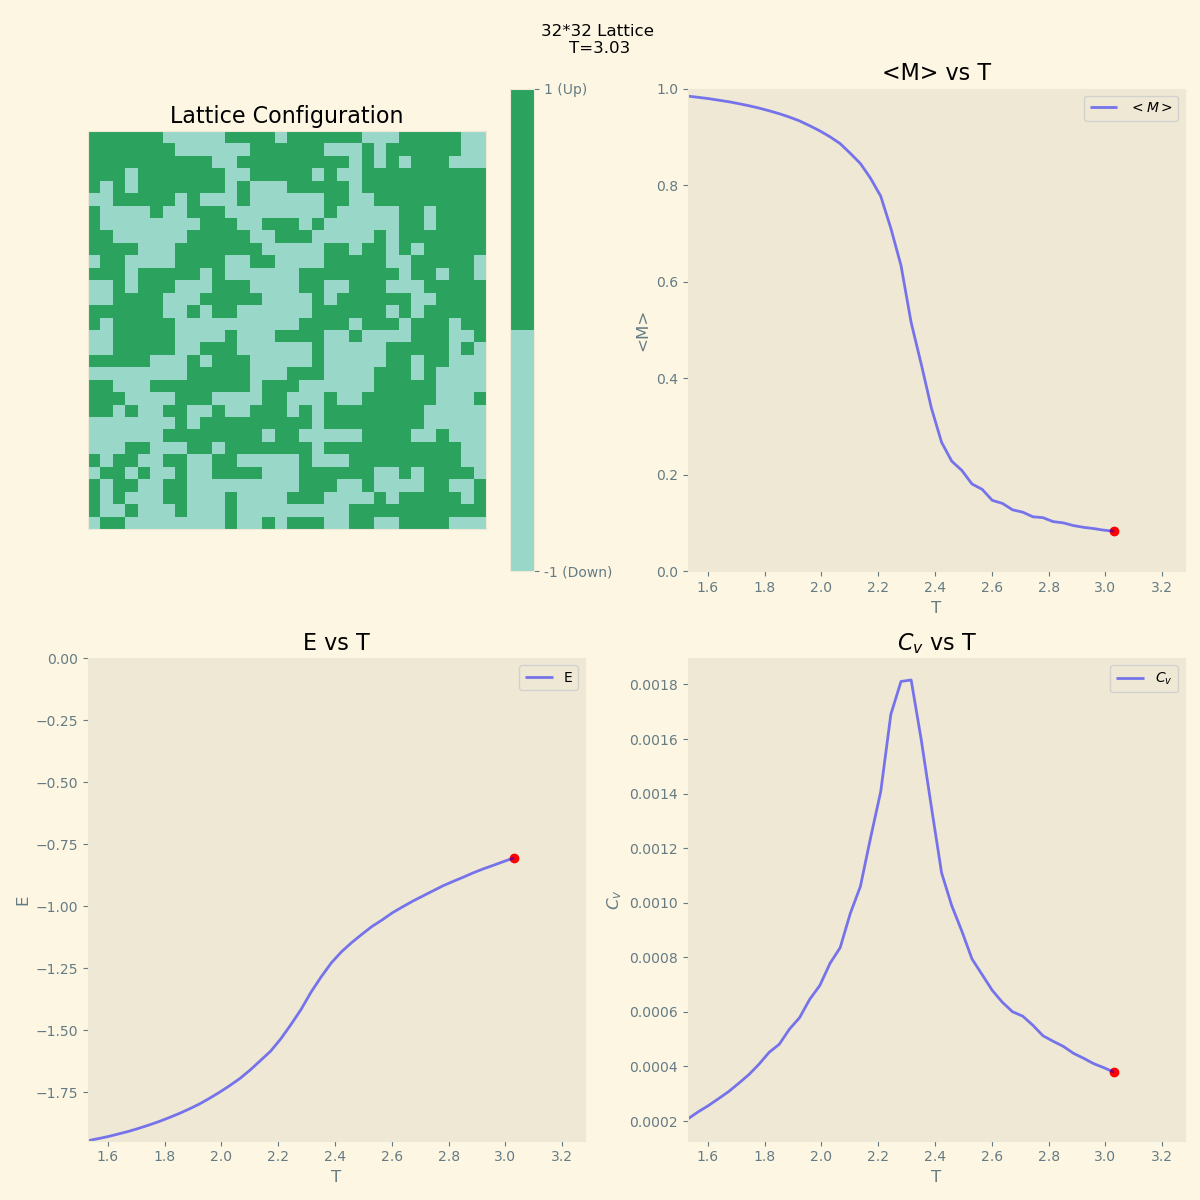 32*32 Lattice
T=3.03
Lattice Configuration
1 (Up)
-1 (Down)
<M> vs T
<M>
1.0
0.8
0.6
0.4
0.2
0.0
<M>
1.6 1.8 2.0 2.2 2.4 2.6 2.8 3.0 3.2
T
E vs T
E
0.00
−0.25
−0.50
−0.75
−1.00
−1.25
−1.50
−1.75
E
1.6 1.8 2.0 2.2 2.4 2.6 2.8 3.0 3.2
T
Cv vs T
Cv
0.0018
0.0016
0.0014
0.0012
0.0010
0.0008
0.0006
0.0004
0.0002
Cv
1.6 1.8 2.0 2.2 2.4 2.6 2.8 3.0 3.2
T